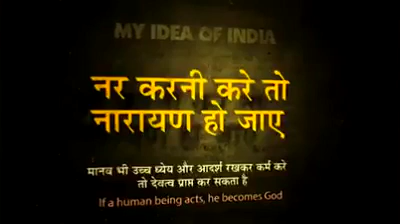 MY IDEA OF INDIA
नर करनी करे तो
नारायण हो जाए
मानव भी उच्च ध्येय और आदर्श रखकर कर्म करे
तो देवत्व प्राप्त कर सकता है
If a human being acts, he becomes God